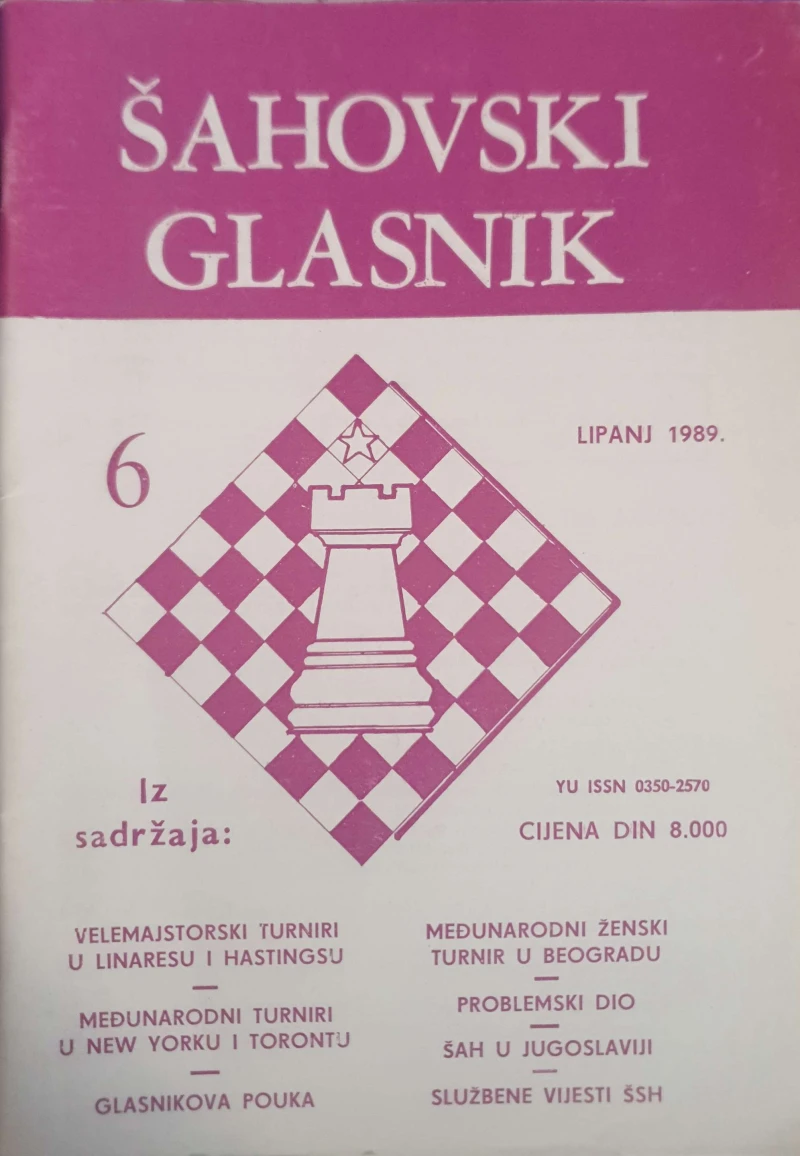 ŠAHOVSKI
GLASNIK
6
LIPANJ 1989.
Iz
sadržaja:
YU ISSN 0350-2570
CIJENA DIN 8.000
VELEMAJSTORSKI TURNIRI
U LINARESU I HASTINGSU
—
MEĐUNARODNI TURNIRI
U NEW YORKU I TORONTU
—
GLASNIKOVA POUKA
MEĐUNARODNI ŽENSKI
TURNIR U BEOGRADU
—
PROBLEMSKI DIO
—
ŠAH U JUGOSLAVIJI
—
SLUŽBENE VIJESTI ŠSH